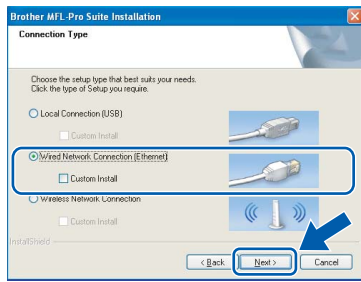 Brother MFL-Pro Suite Installation
Connection Type
Choose the setup type that best suits your needs.
Click the type of Setup you require.
Local Connection (USB)
Custom Install
Wired Network Connection (Ethernet)
Custom Install
Wireless Network Connection
Custom Install
InstallShield
< Back Next > Cancel